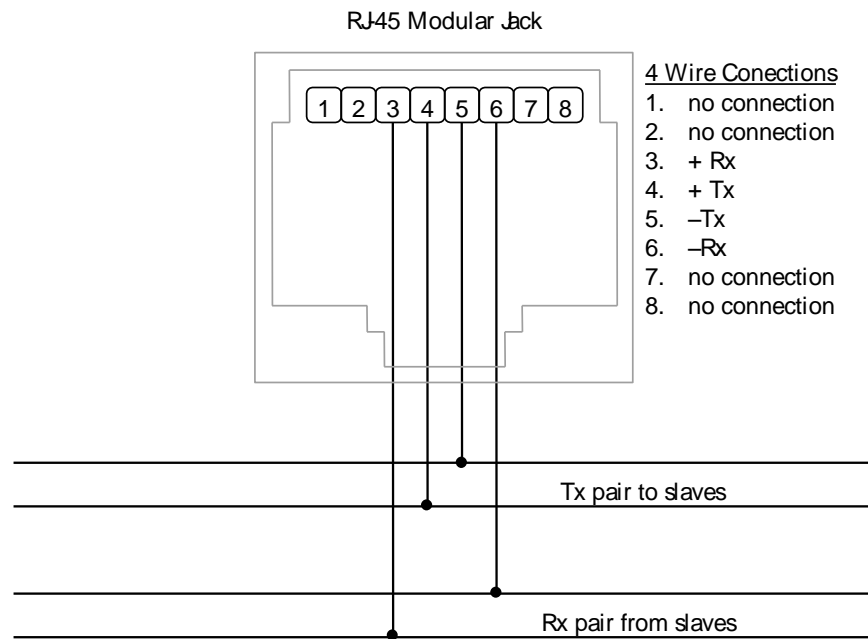 RJ-45 Modular Jack
1 2 3 4 5 6 7 8
4 Wire Conections
1. no connection
2. no connection
3. + Rx
4. + Tx
5. –Tx
6. –Rx
7. no connection
8. no connection
Tx pair to slaves
Rx pair from slaves